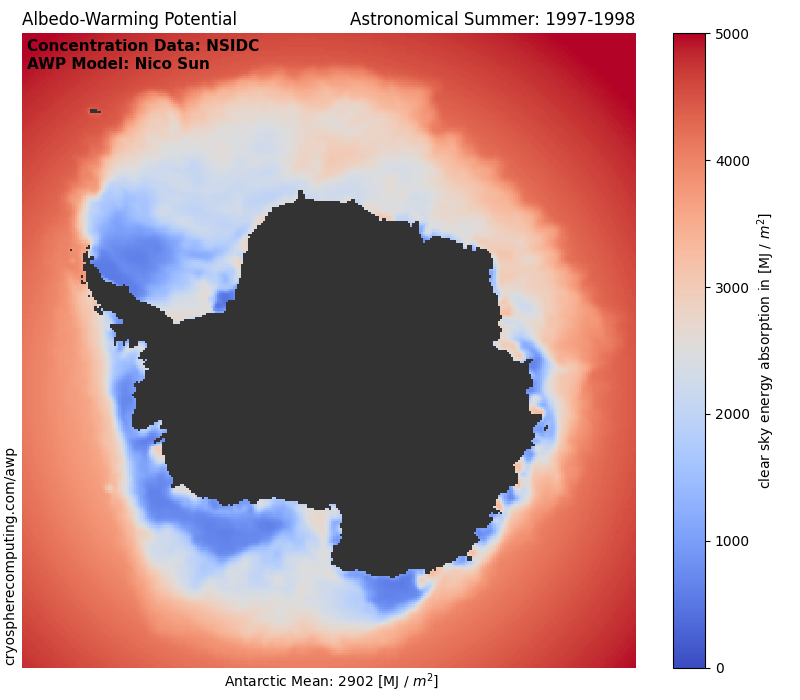 Albedo-Warming Potential
Astronomical Summer: 1997-1998
Concentration Data: NSIDC
AWP Model: Nico Sun
5000
4000
3000
2000
1000
0
clear sky energy absorption in [MJ / m²]
cryospherecomputing.com/awp
Antarctic Mean: 2902 [MJ / m²]